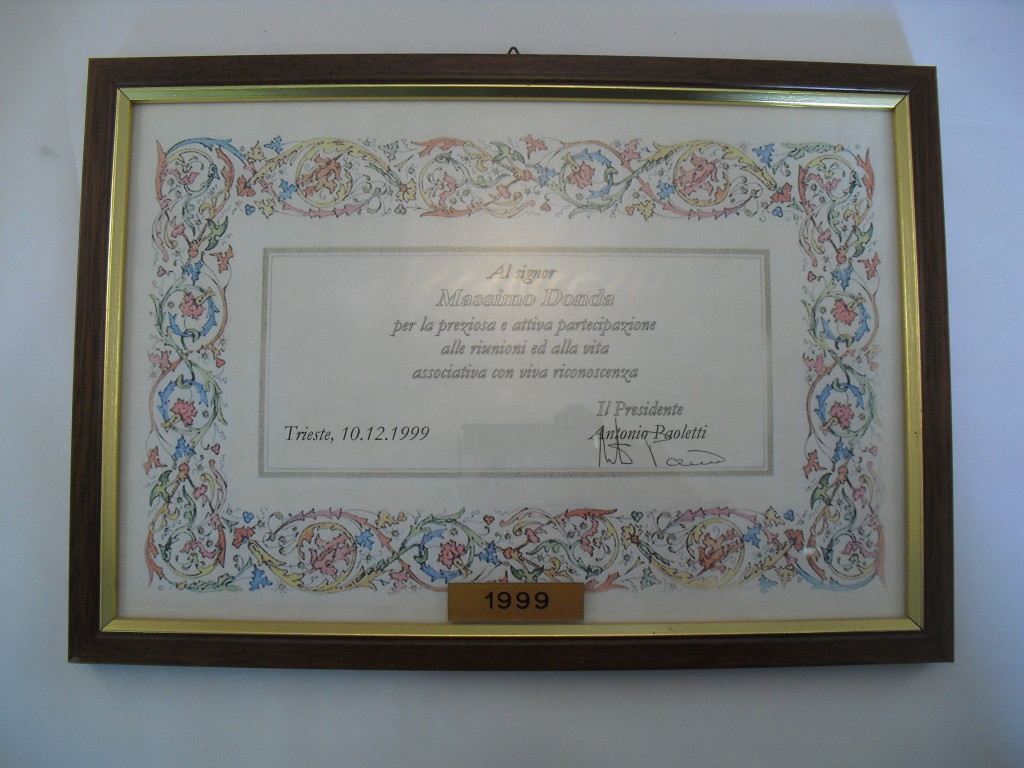 Al signor
Massimo Donda
per la preziosa e attiva partecipazione
alle riunioni ed alla vita
associativa con viva riconoscenza
Il Presidente
Trieste, 10.12.1999
Antonio Paoletti
1999